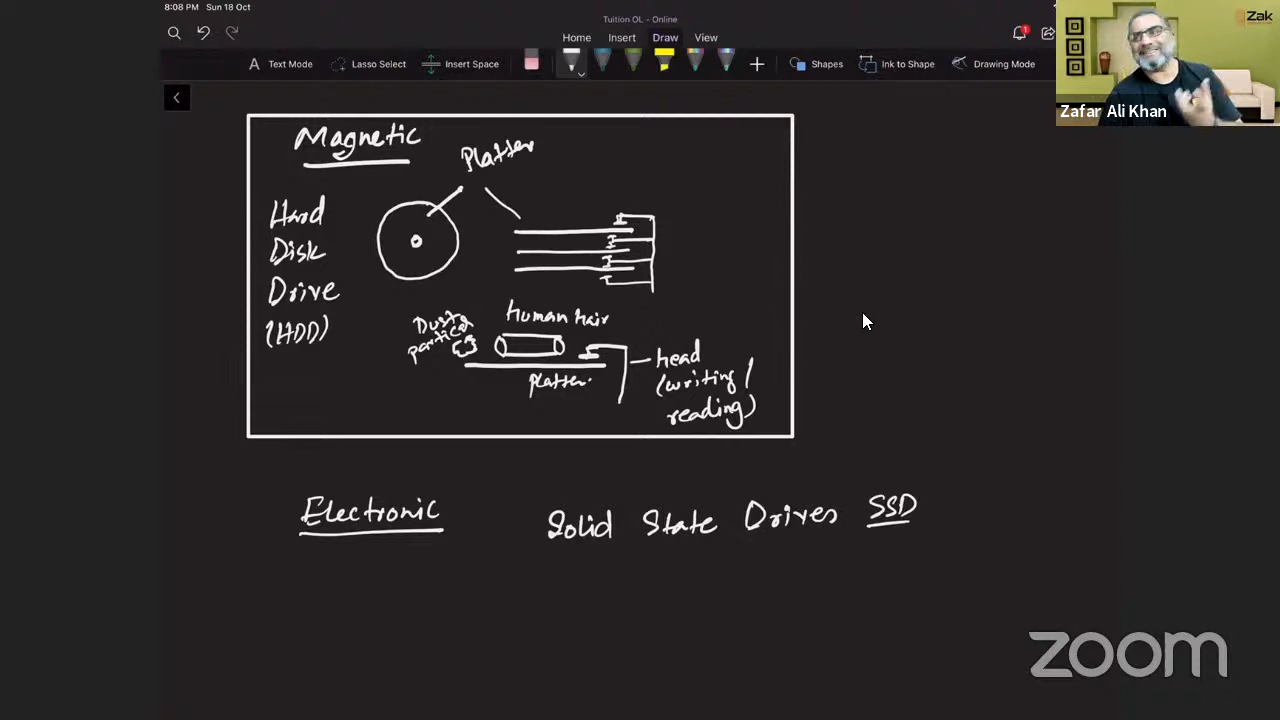 8:08 PM Sun 18 Oct
Tuition OL - Online
Home Insert Draw View
Text Mode Lasso Select Insert Space Shapes Ink to Shape Drawing Mode
1
Zak
Zafar Ali Khan
Magnetic
Platter
Hard
Disk
Drive
(HDD)
Human hair
Dust
particle
Platter
head
(writing /
reading)
Electronic
Solid State Drives SSD
zoom